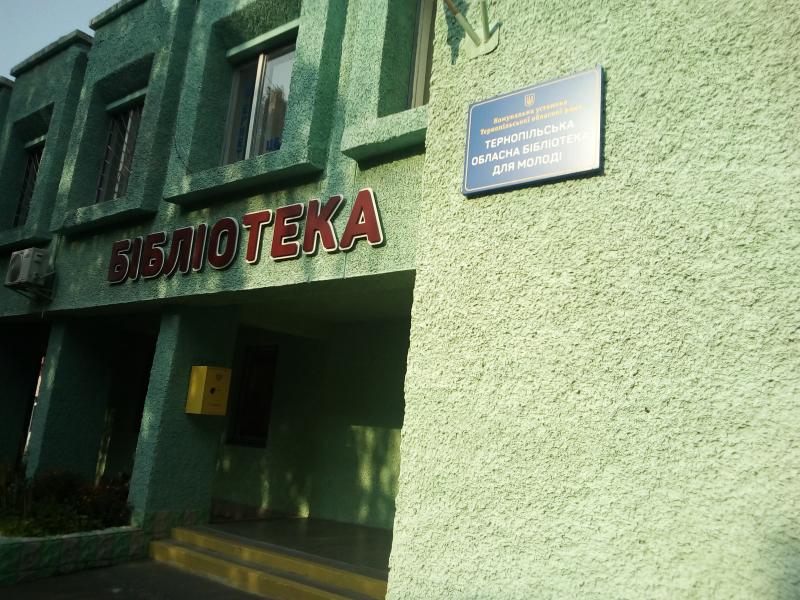 БІБЛІОТЕКА
Комунальна установа
Тернопільської обласної ради
ТЕРНОПІЛЬСЬКА
ОБЛАСНА БІБЛІОТЕКА
ДЛЯ МОЛОДІ